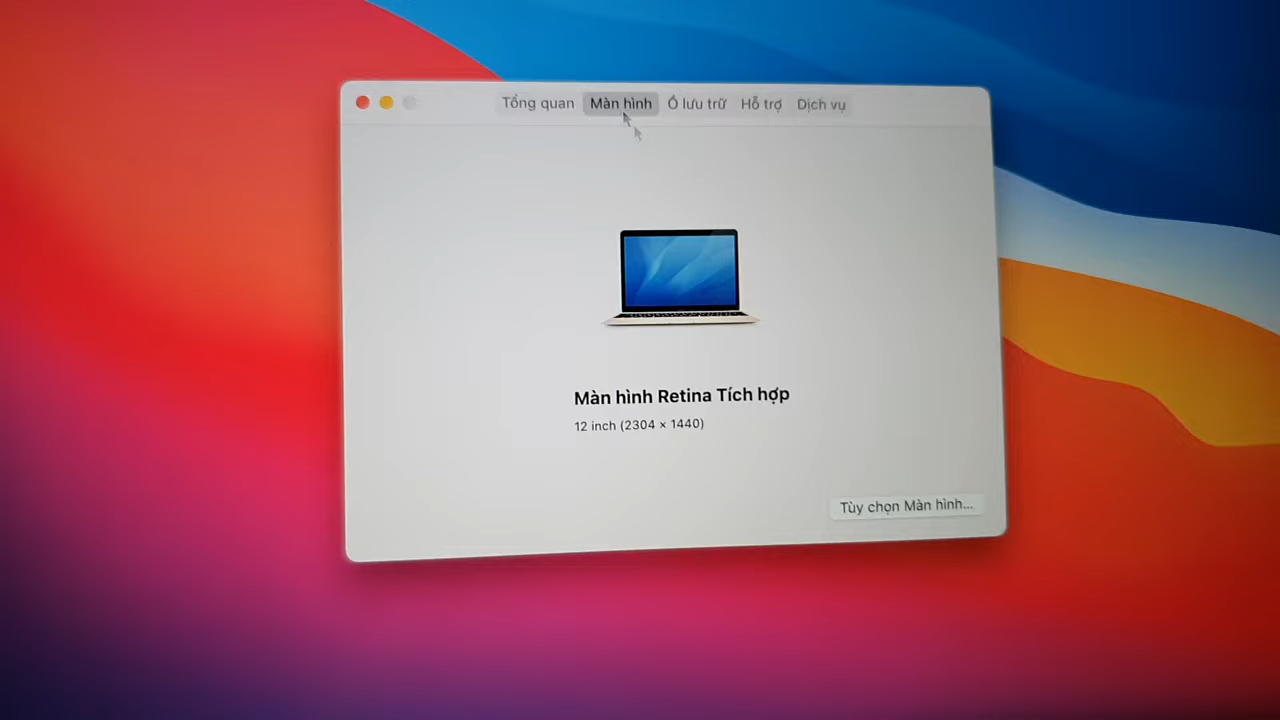 Tổng quan Màn hình Ổ lưu trữ Hỗ trợ Dịch vụ
Màn hình Retina Tích hợp
12 inch (2304 × 1440)
Tùy chọn Màn hình...